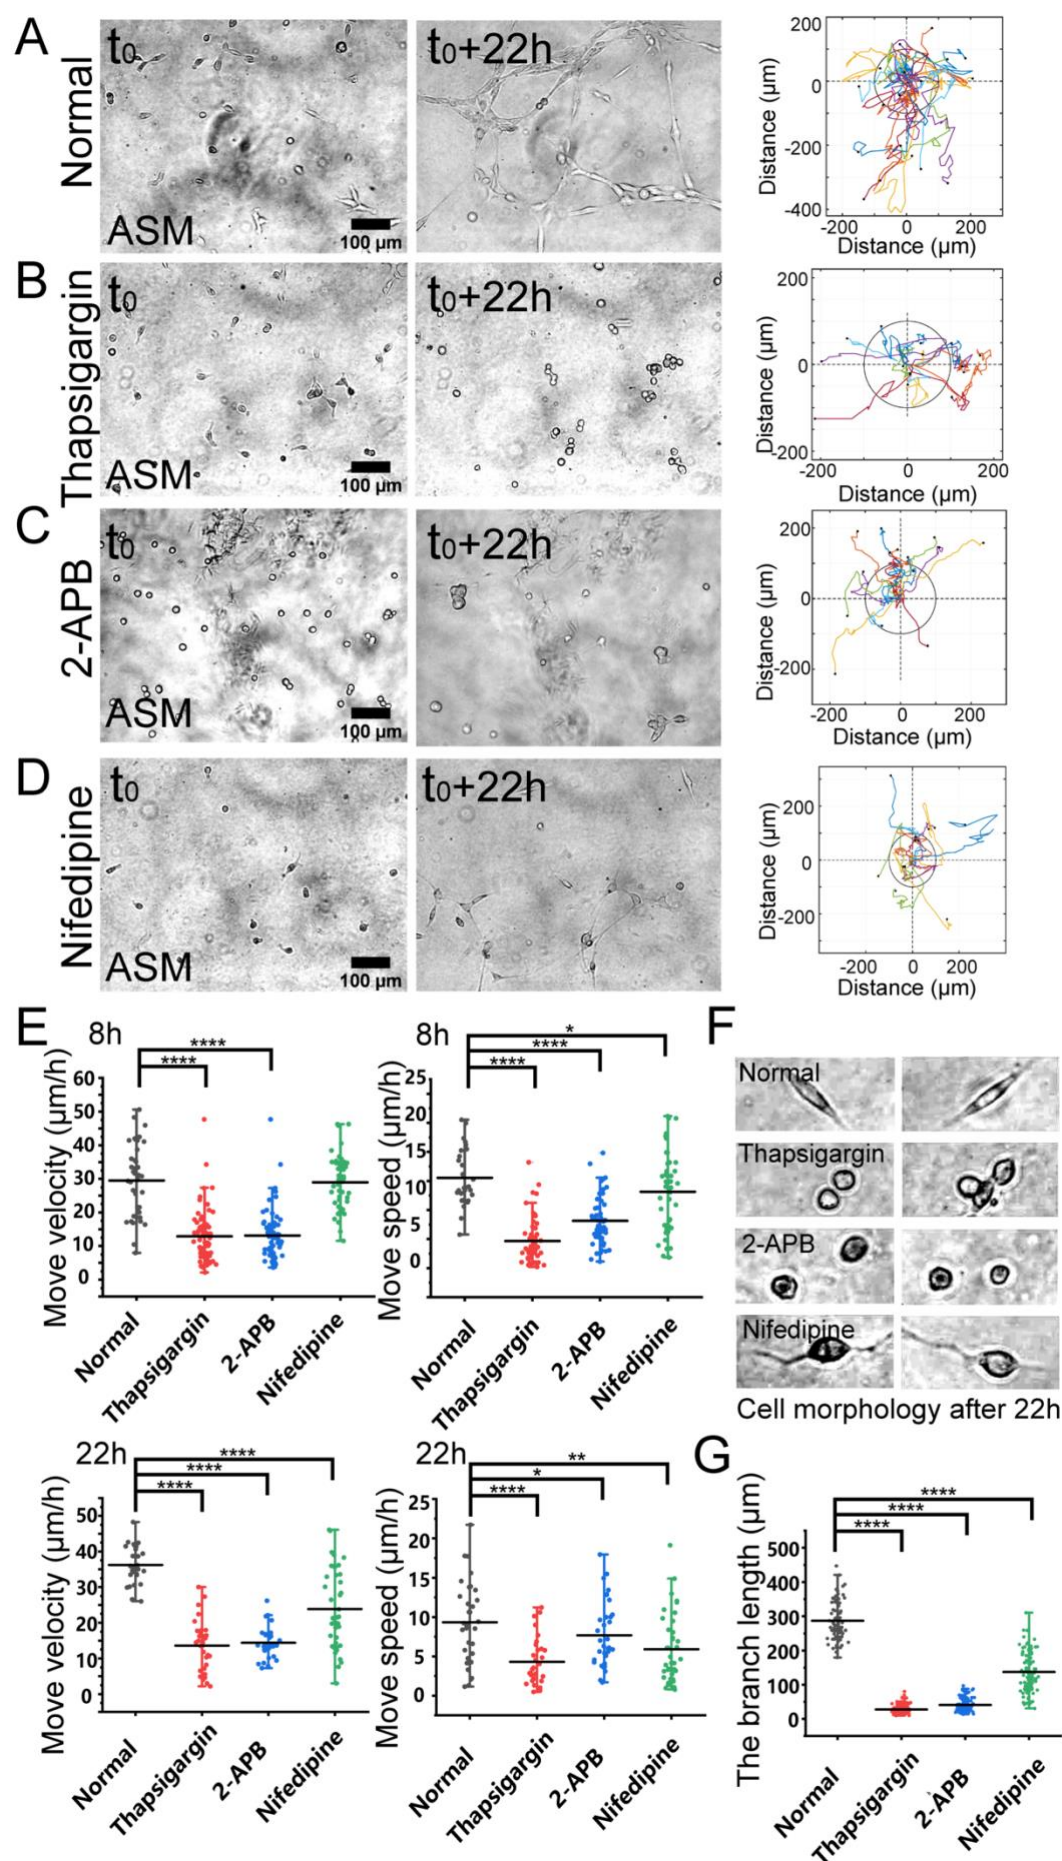 A
Normal
t0
ASM
100 µm
t0+22h
Distance (µm)
200
0
-200
-400
-200 0 200
Distance (µm)
B
Thapsigargin
t0
ASM
100 µm
t0+22h
Distance (µm)
200
0
-200
-200 0 200
Distance (µm)
C
2-APB
t0
ASM
100 µm
t0+22h
Distance (µm)
200
0
-200
-200 0 200
Distance (µm)
D
Nifedipine
t0
ASM
100 µm
t0+22h
Distance (µm)
200
0
-200
-200 0 200
Distance (µm)
E
8h
Move velocity (µm/h)
****
****
60
50
40
30
20
10
0
Normal
Thapsigargin
2-APB
Nifedipine
8h
Move speed (µm/h)
*
****
****
25
20
15
10
5
0
Normal
Thapsigargin
2-APB
Nifedipine
F
Normal
Thapsigargin
2-APB
Nifedipine
Cell morphology after 22h
22h
Move velocity (µm/h)
****
****
****
50
40
30
20
10
0
Normal
Thapsigargin
2-APB
Nifedipine
22h
Move speed (µm/h)
**
*
****
25
20
15
10
5
0
Normal
Thapsigargin
2-APB
Nifedipine
G
The branch length (µm)
****
****
****
500
400
300
200
100
0
Normal
Thapsigargin
2-APB
Nifedipine